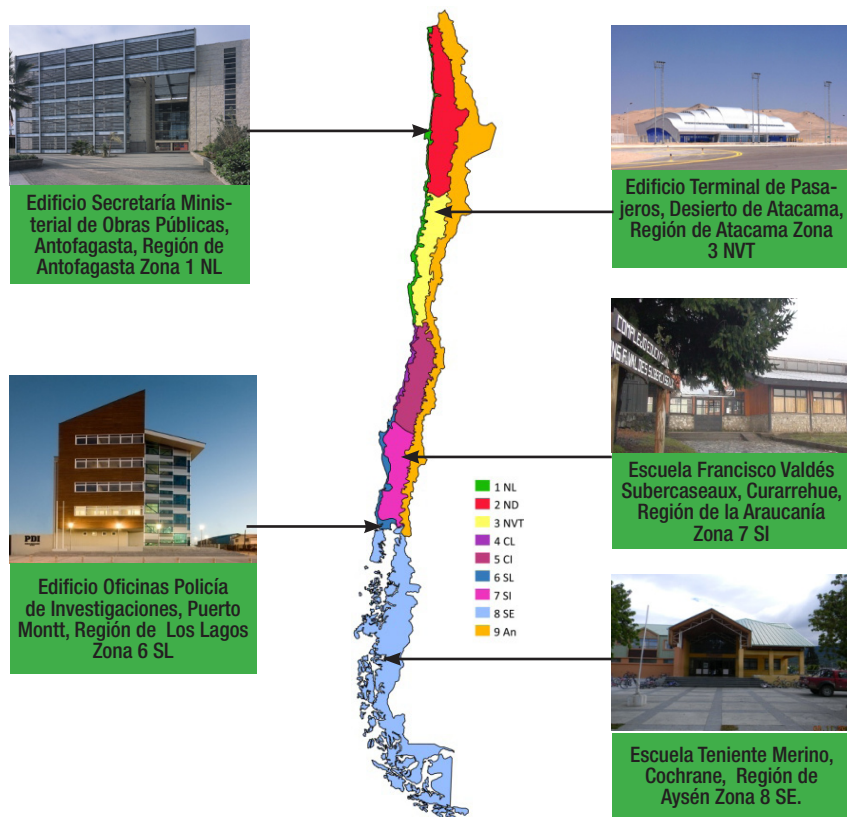 Edificio Secretaría Minis-
terial de Obras Públicas,
Antofagasta, Región de
Antofagasta Zona 1 NL
Edificio Terminal de Pasa-
jeros, Desierto de Atacama,
Región de Atacama Zona
3 NVT
COMPLEJO EDUCACIONAL
Escuela Francisco Valdés
Subercaseaux, Curarrehue,
Región de la Araucanía
Zona 7 SI
PDI
Edificio Oficinas Policía
de Investigaciones, Puerto
Montt, Región de Los Lagos
Zona 6 SL
1 NL
2 ND
3 NVT
4 CL
5 CI
6 SL
7 SI
8 SE
9 An
Escuela Teniente Merino,
Cochrane, Región de
Aysén Zona 8 SE.